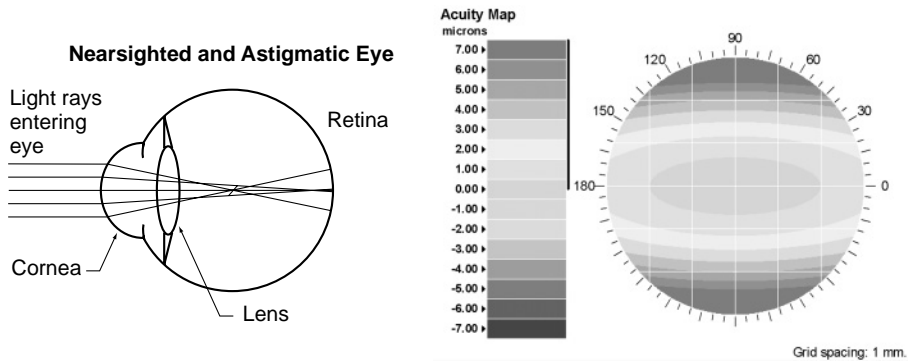 Nearsighted and Astigmatic Eye
Light rays
entering
eye
Retina
Cornea
Lens
Acuity Map
microns
7.00
6.00
5.00
4.00
3.00
2.00
1.00
0.00
-1.00
-2.00
-3.00
-4.00
-5.00
-6.00
-7.00
90
120
60
150
30
180
0
Grid spacing: 1 mm.